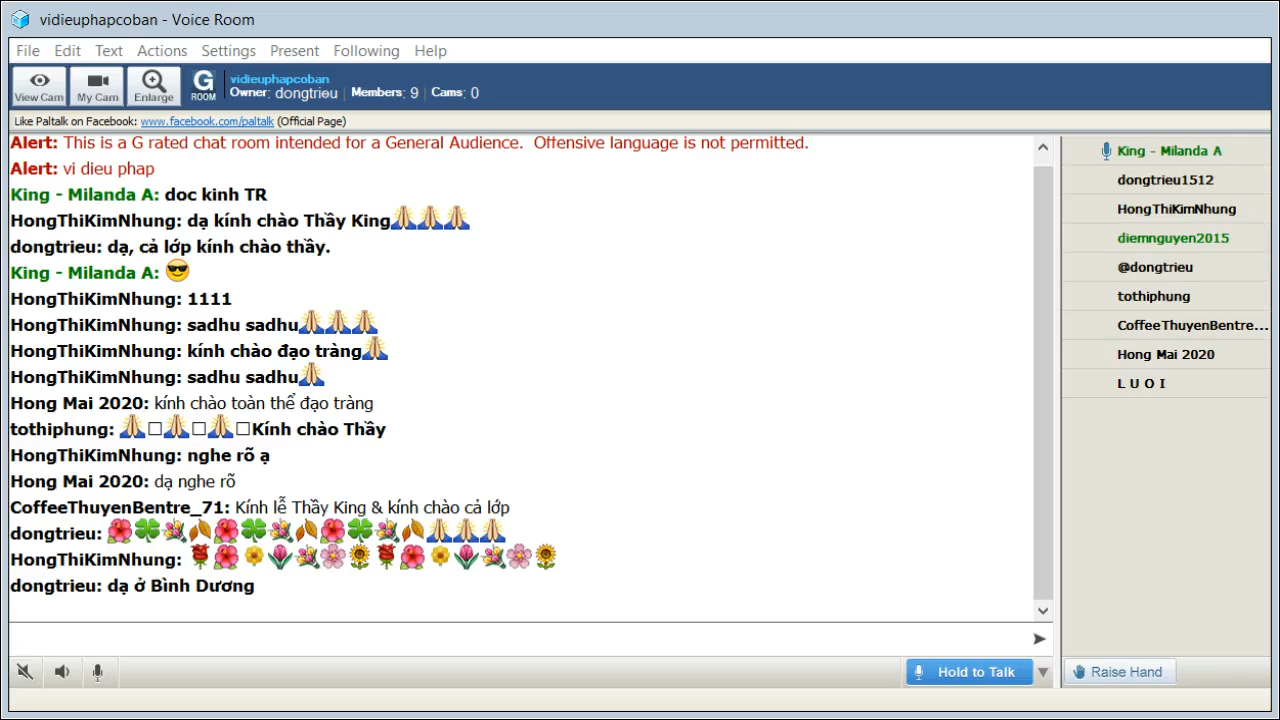 vidieuphapcoban - Voice Room
File Edit Text Actions Settings Present Following Help
View Cam My Cam Enlarge G ROOM
vidieuphapcoban
Owner: dongtrieu | Members: 9 | Cams: 0
Like Paltalk on Facebook: www.facebook.com/paltalk (Official Page)
Alert: This is a G rated chat room intended for a General Audience. Offensive language is not permitted.
Alert: vi dieu phap
King - Milanda A: doc kinh TR
HongThiKimNhung: dạ kính chào Thầy King🙏🙏🙏
dongtrieu: dạ, cả lớp kính chào thầy.
King - Milanda A: 😎
HongThiKimNhung: 1111
HongThiKimNhung: sadhu sadhu🙏🙏🙏
HongThiKimNhung: kính chào đạo tràng🙏
HongThiKimNhung: sadhu sadhu🙏
Hong Mai 2020: kính chào toàn thể đạo tràng
tothiphung: 🙏□🙏□🙏□Kính chào Thầy
HongThiKimNhung: nghe rõ ạ
Hong Mai 2020: dạ nghe rõ
CoffeeThuyenBentre_71: Kính lễ Thầy King & kính chào cả lớp
dongtrieu: 🌺🍀💐🍂🌺🍀💐🍂🌺🍀💐🍂🙏🙏🙏
HongThiKimNhung: 🌹🌺🌼🌷💐🌸🌻🌹🌺🌼🌷💐🌸🌻
dongtrieu: dạ ở Bình Dương
King - Milanda A
dongtrieu1512
HongThiKimNhung
diemnguyen2015
@dongtrieu
tothiphung
CoffeeThuyenBentre...
Hong Mai 2020
L U O I
Hold to Talk
Raise Hand